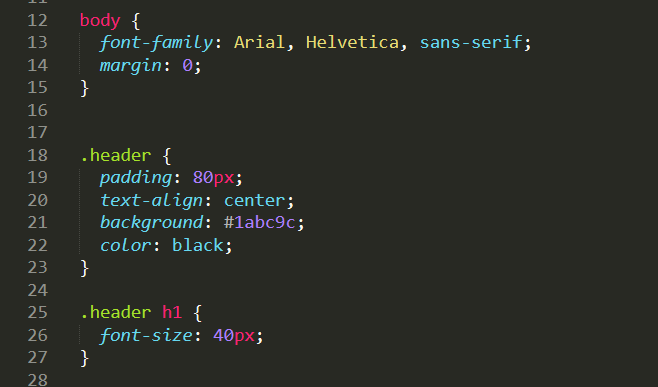 11
12 body {
13 font-family: Arial, Helvetica, sans-serif;
14 margin: 0;
15 }
16
17
18 .header {
19 padding: 80px;
20 text-align: center;
21 background: #1abc9c;
22 color: black;
23 }
24
25 .header h1 {
26 font-size: 40px;
27 }
28